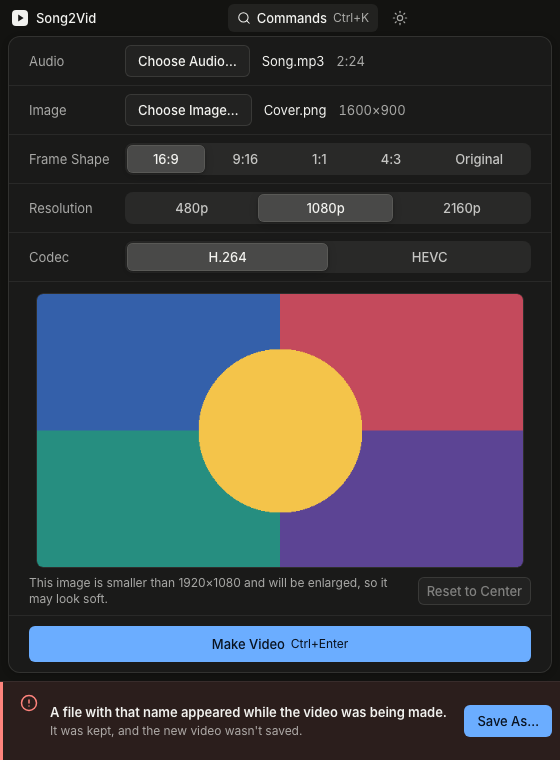 Song2Vid
Commands Ctrl+K
Audio Choose Audio... Song.mp3 2:24
Image Choose Image... Cover.png 1600×900
Frame Shape 16:9 9:16 1:1 4:3 Original
Resolution 480p 1080p 2160p
Codec H.264 HEVC
This image is smaller than 1920×1080 and will be enlarged, so it
may look soft.
Reset to Center
Make Video Ctrl+Enter
A file with that name appeared while the video was being made.
It was kept, and the new video wasn't saved.
Save As...